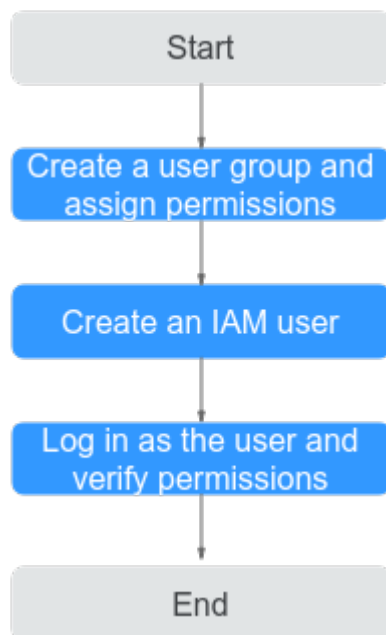 Start
Create a user group and
assign permissions
Create an IAM user
Log in as the user and
verify permissions
End